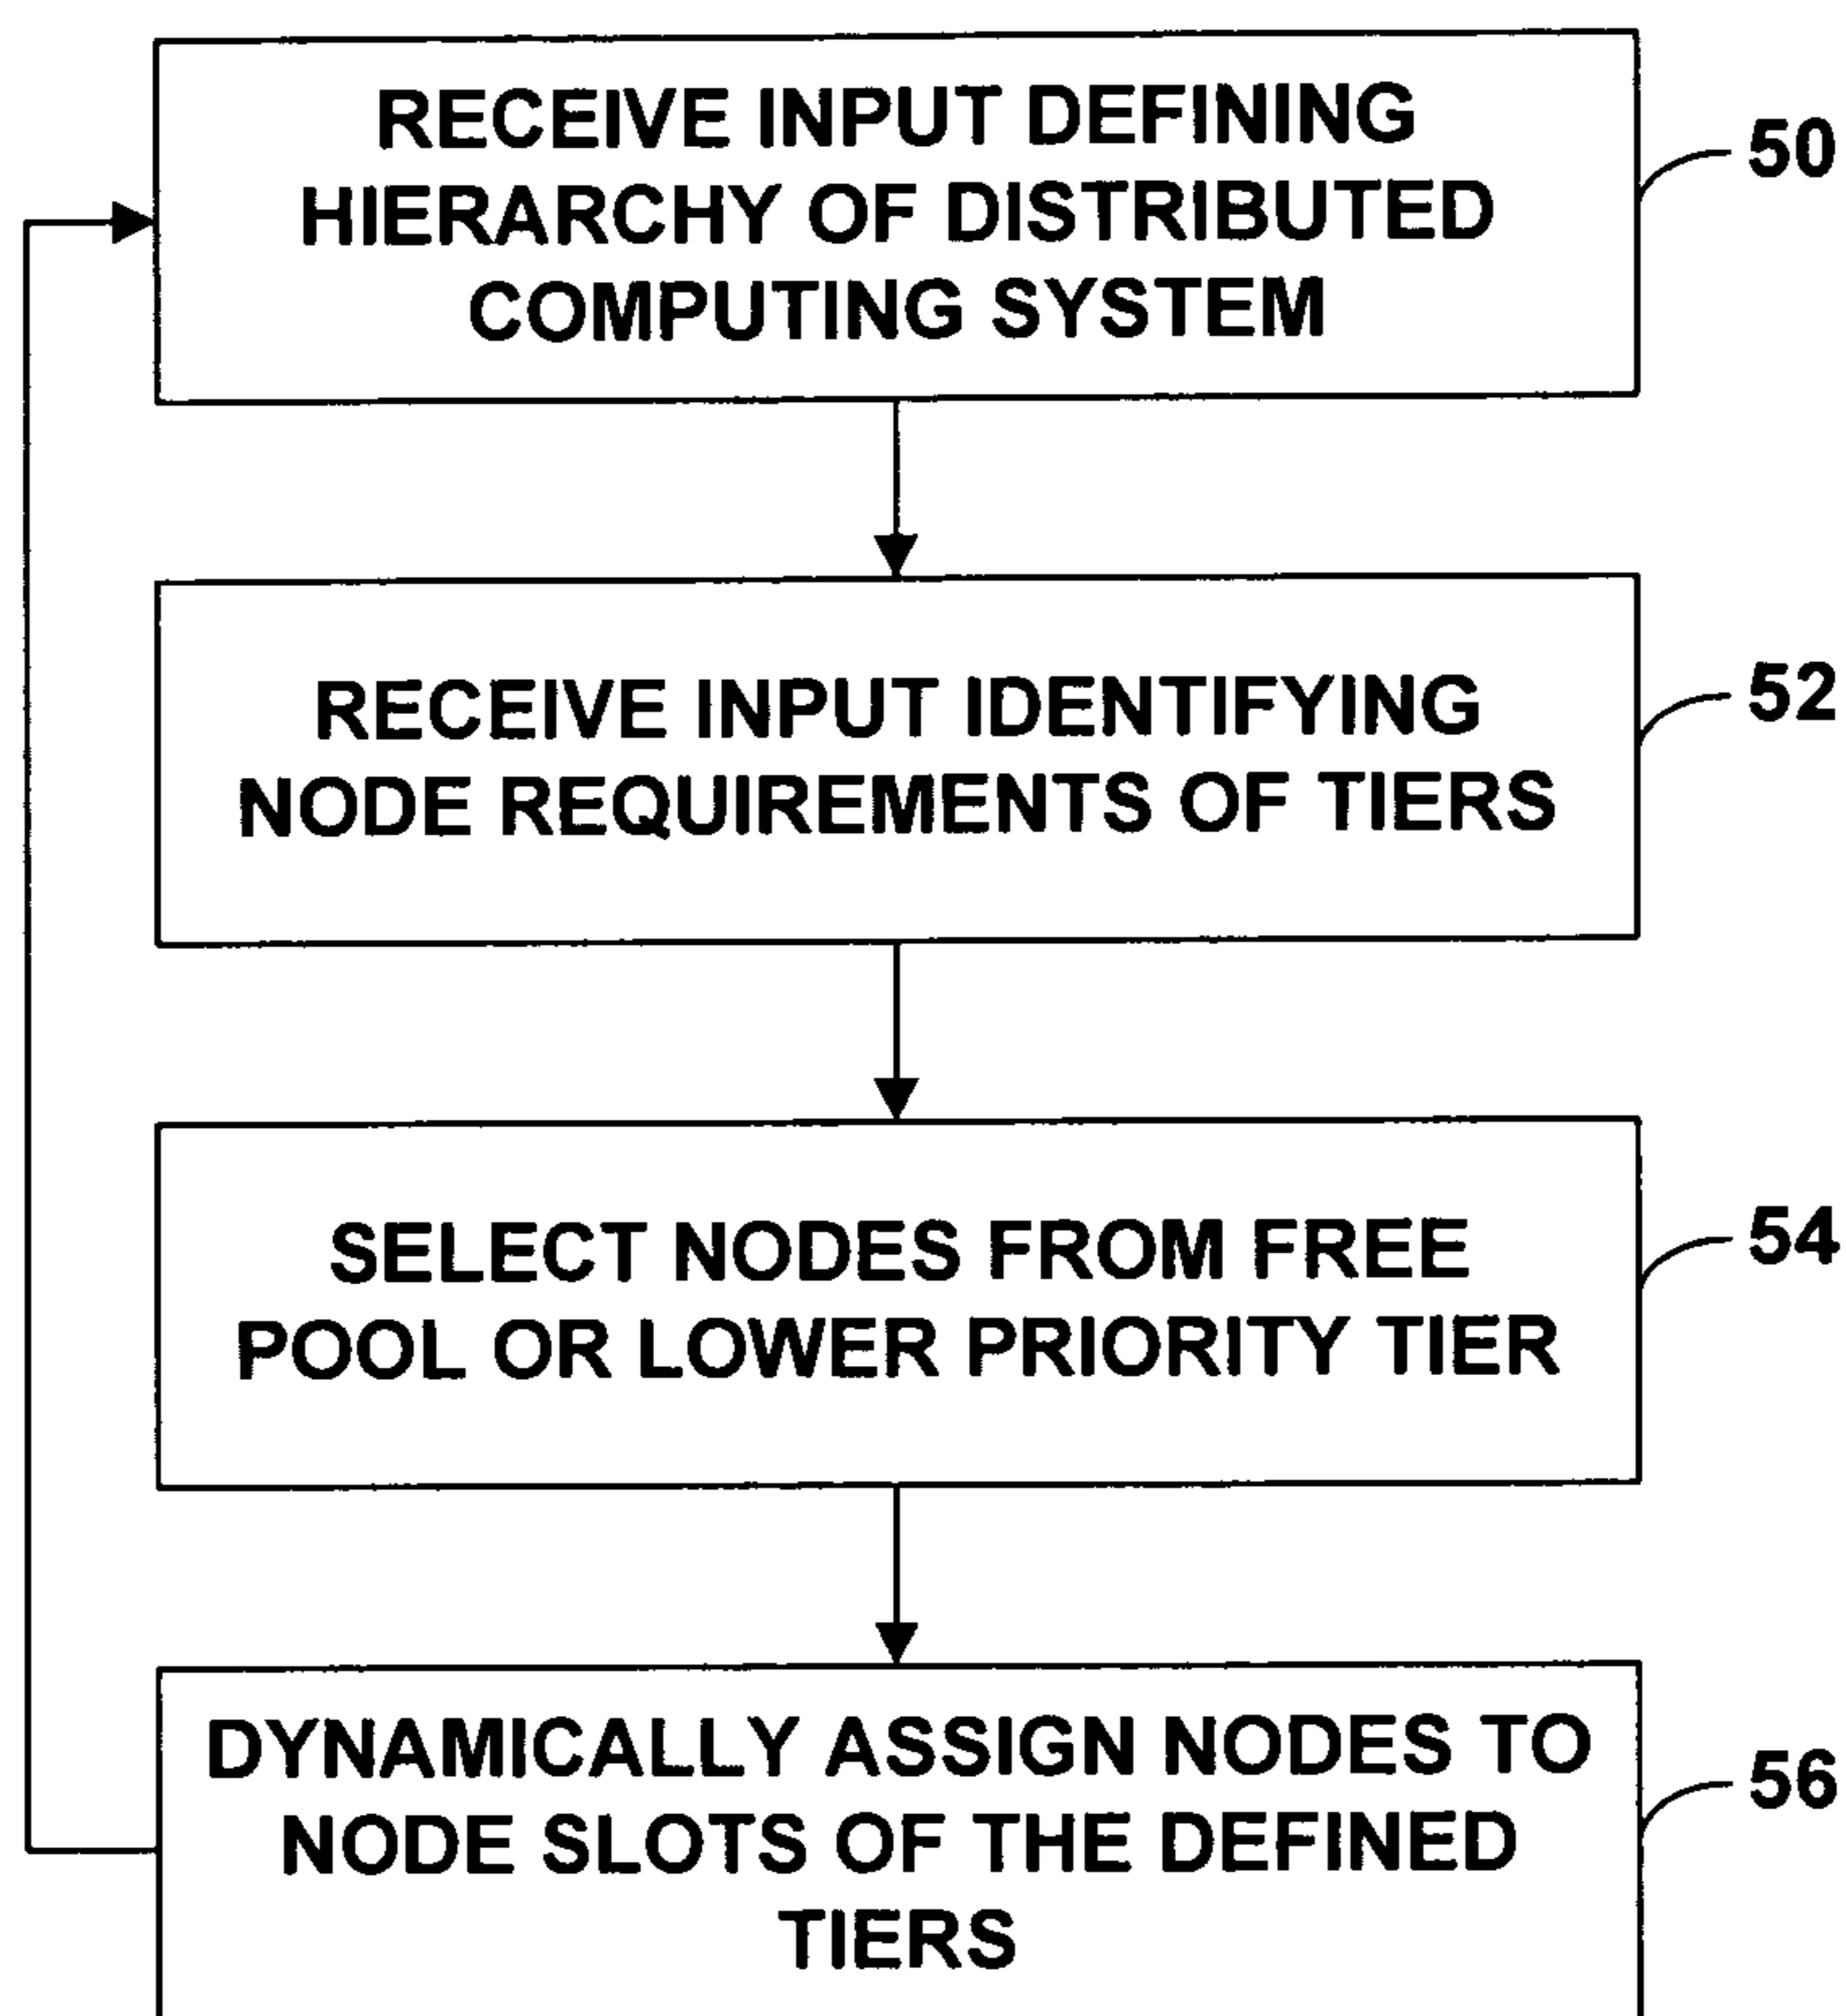 RECEIVE INPUT DEFINING
HIERARCHY OF DISTRIBUTED
COMPUTING SYSTEM
50
RECEIVE INPUT IDENTIFYING
NODE REQUIREMENTS OF TIERS
52
SELECT NODES FROM FREE
POOL OR LOWER PRIORITY TIER
54
DYNAMICALLY ASSIGN NODES TO
NODE SLOTS OF THE DEFINED
TIERS
56